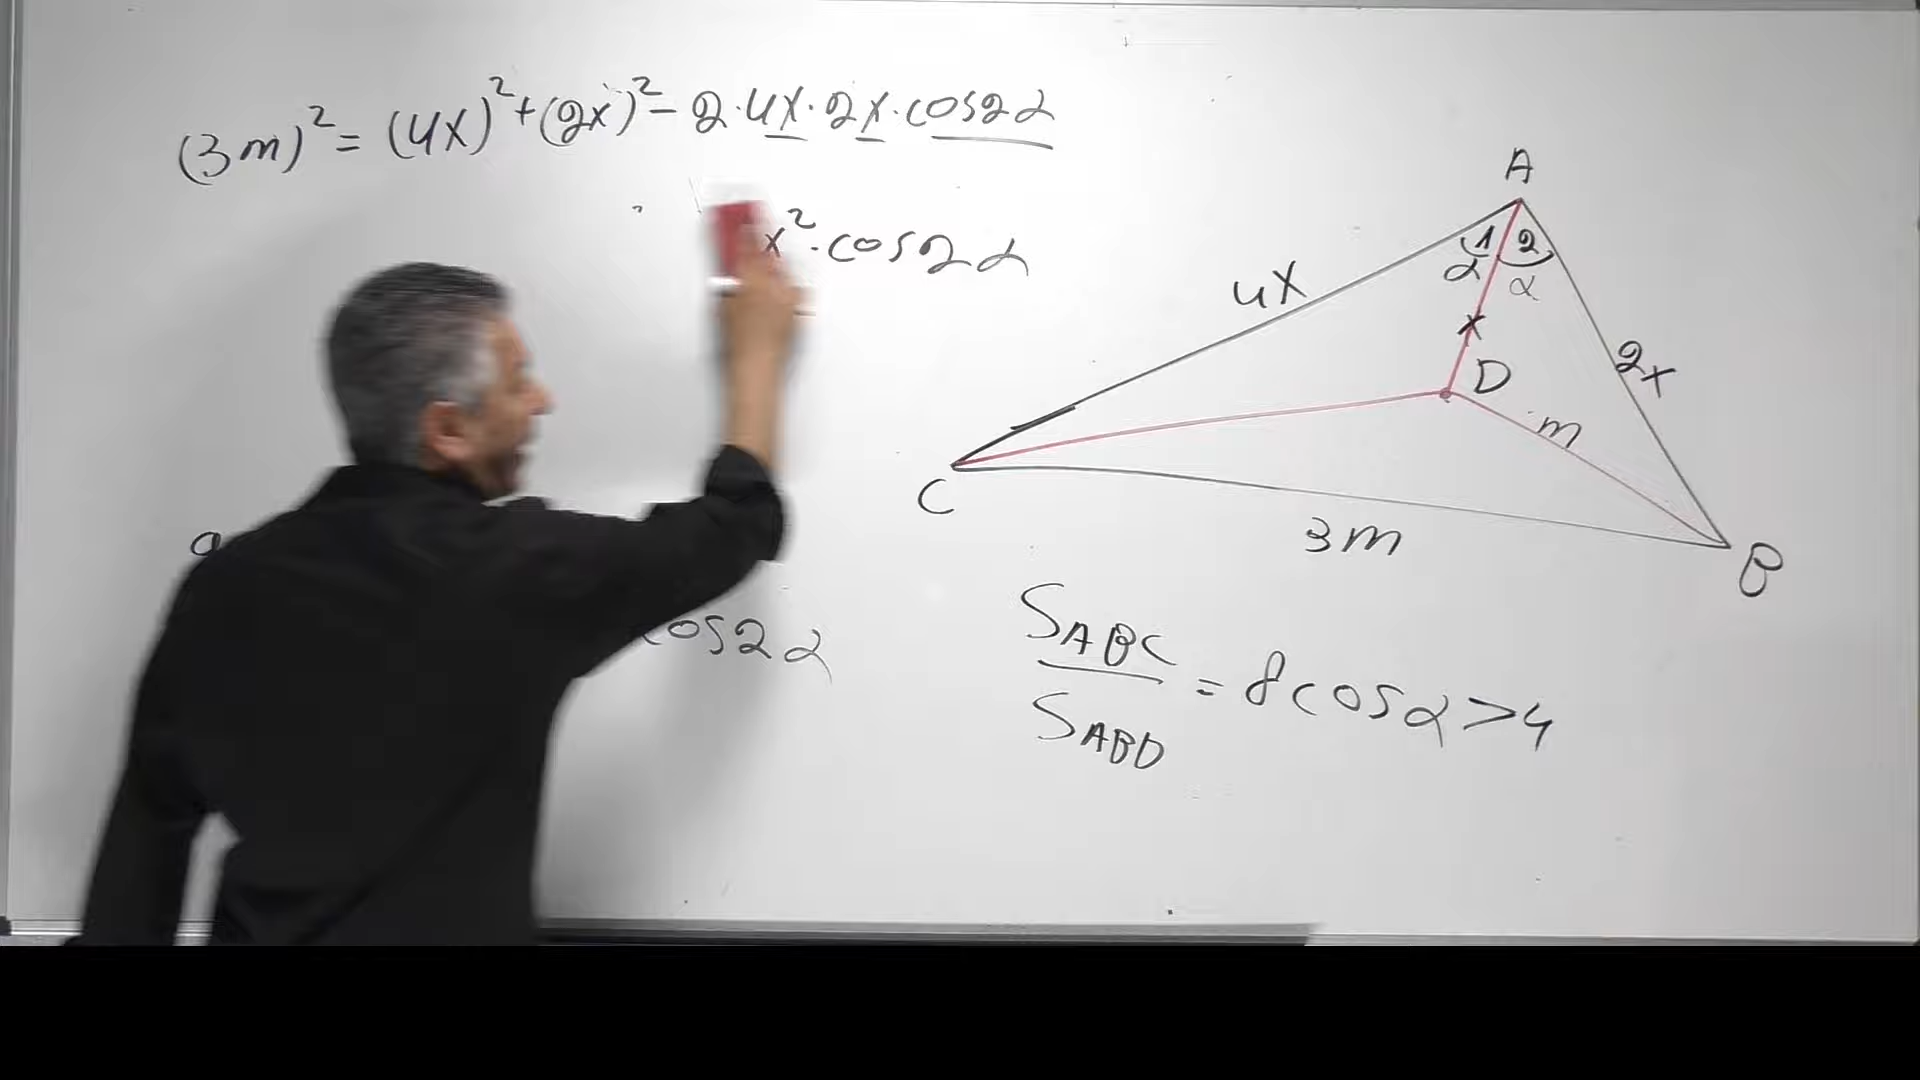 (3m)² = (4x)² + (2x)² - 2·4x·2x·cos2α
x²·cos2α
cos2α
A
1 2
α α
4x
x
2x
D
m
C
3m
B
S_ABC / S_ABD = 8cosα > 4